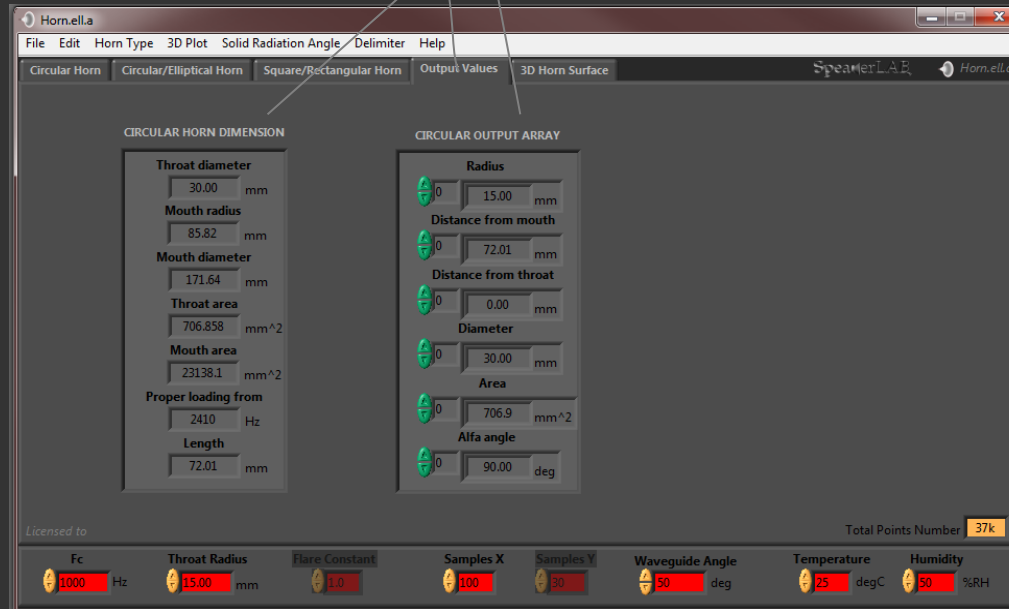 Horn.ell.a
File Edit Horn Type 3D Plot Solid Radiation Angle Delimiter Help
Circular Horn Circular/Elliptical Horn Square/Rectangular Horn Output Values 3D Horn Surface SpeakerLAB Horn.ell.a
CIRCULAR HORN DIMENSION
Throat diameter
30.00 mm
Mouth radius
85.82 mm
Mouth diameter
171.64 mm
Throat area
706.858 mm^2
Mouth area
23138.1 mm^2
Proper loading from
2410 Hz
Length
72.01 mm
CIRCULAR OUTPUT ARRAY
Radius
0 15.00 mm
Distance from mouth
0 72.01 mm
Distance from throat
0 0.00 mm
Diameter
0 30.00 mm
Area
0 706.9 mm^2
Alfa angle
0 90.00 deg
Licensed to
Total Points Number 37k
Fc Throat Radius Flare Constant Samples X Samples Y Waveguide Angle Temperature Humidity
1000 Hz 15.00 mm 1.0 100 30 50 deg 25 degC 50 %RH